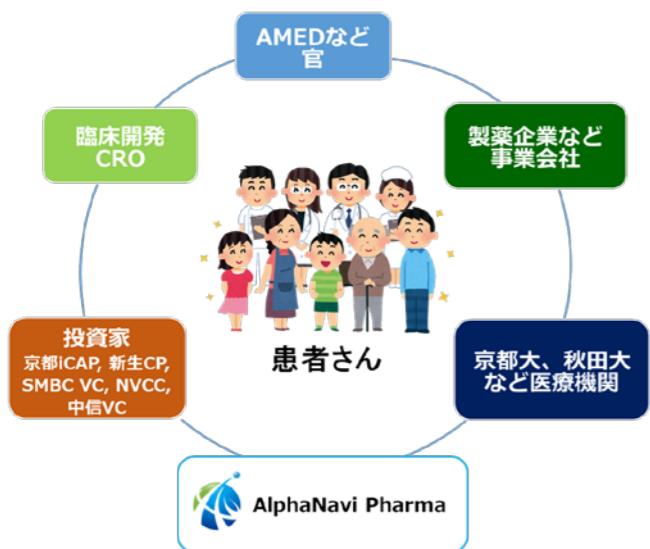 AMEDなど
官
臨床開発
CRO
製薬企業など
事業会社
投資家
京都iCAP, 新生CP,
SMBC VC, NVCC,
中信VC
患者さん
京都大、秋田大
など医療機関
AlphaNavi Pharma